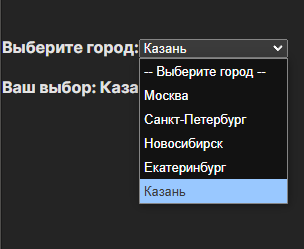 Выберите город: Казань
-- Выберите город --
Ваш выбор: Каза
Москва
Санкт-Петербург
Новосибирск
Екатеринбург
Казань